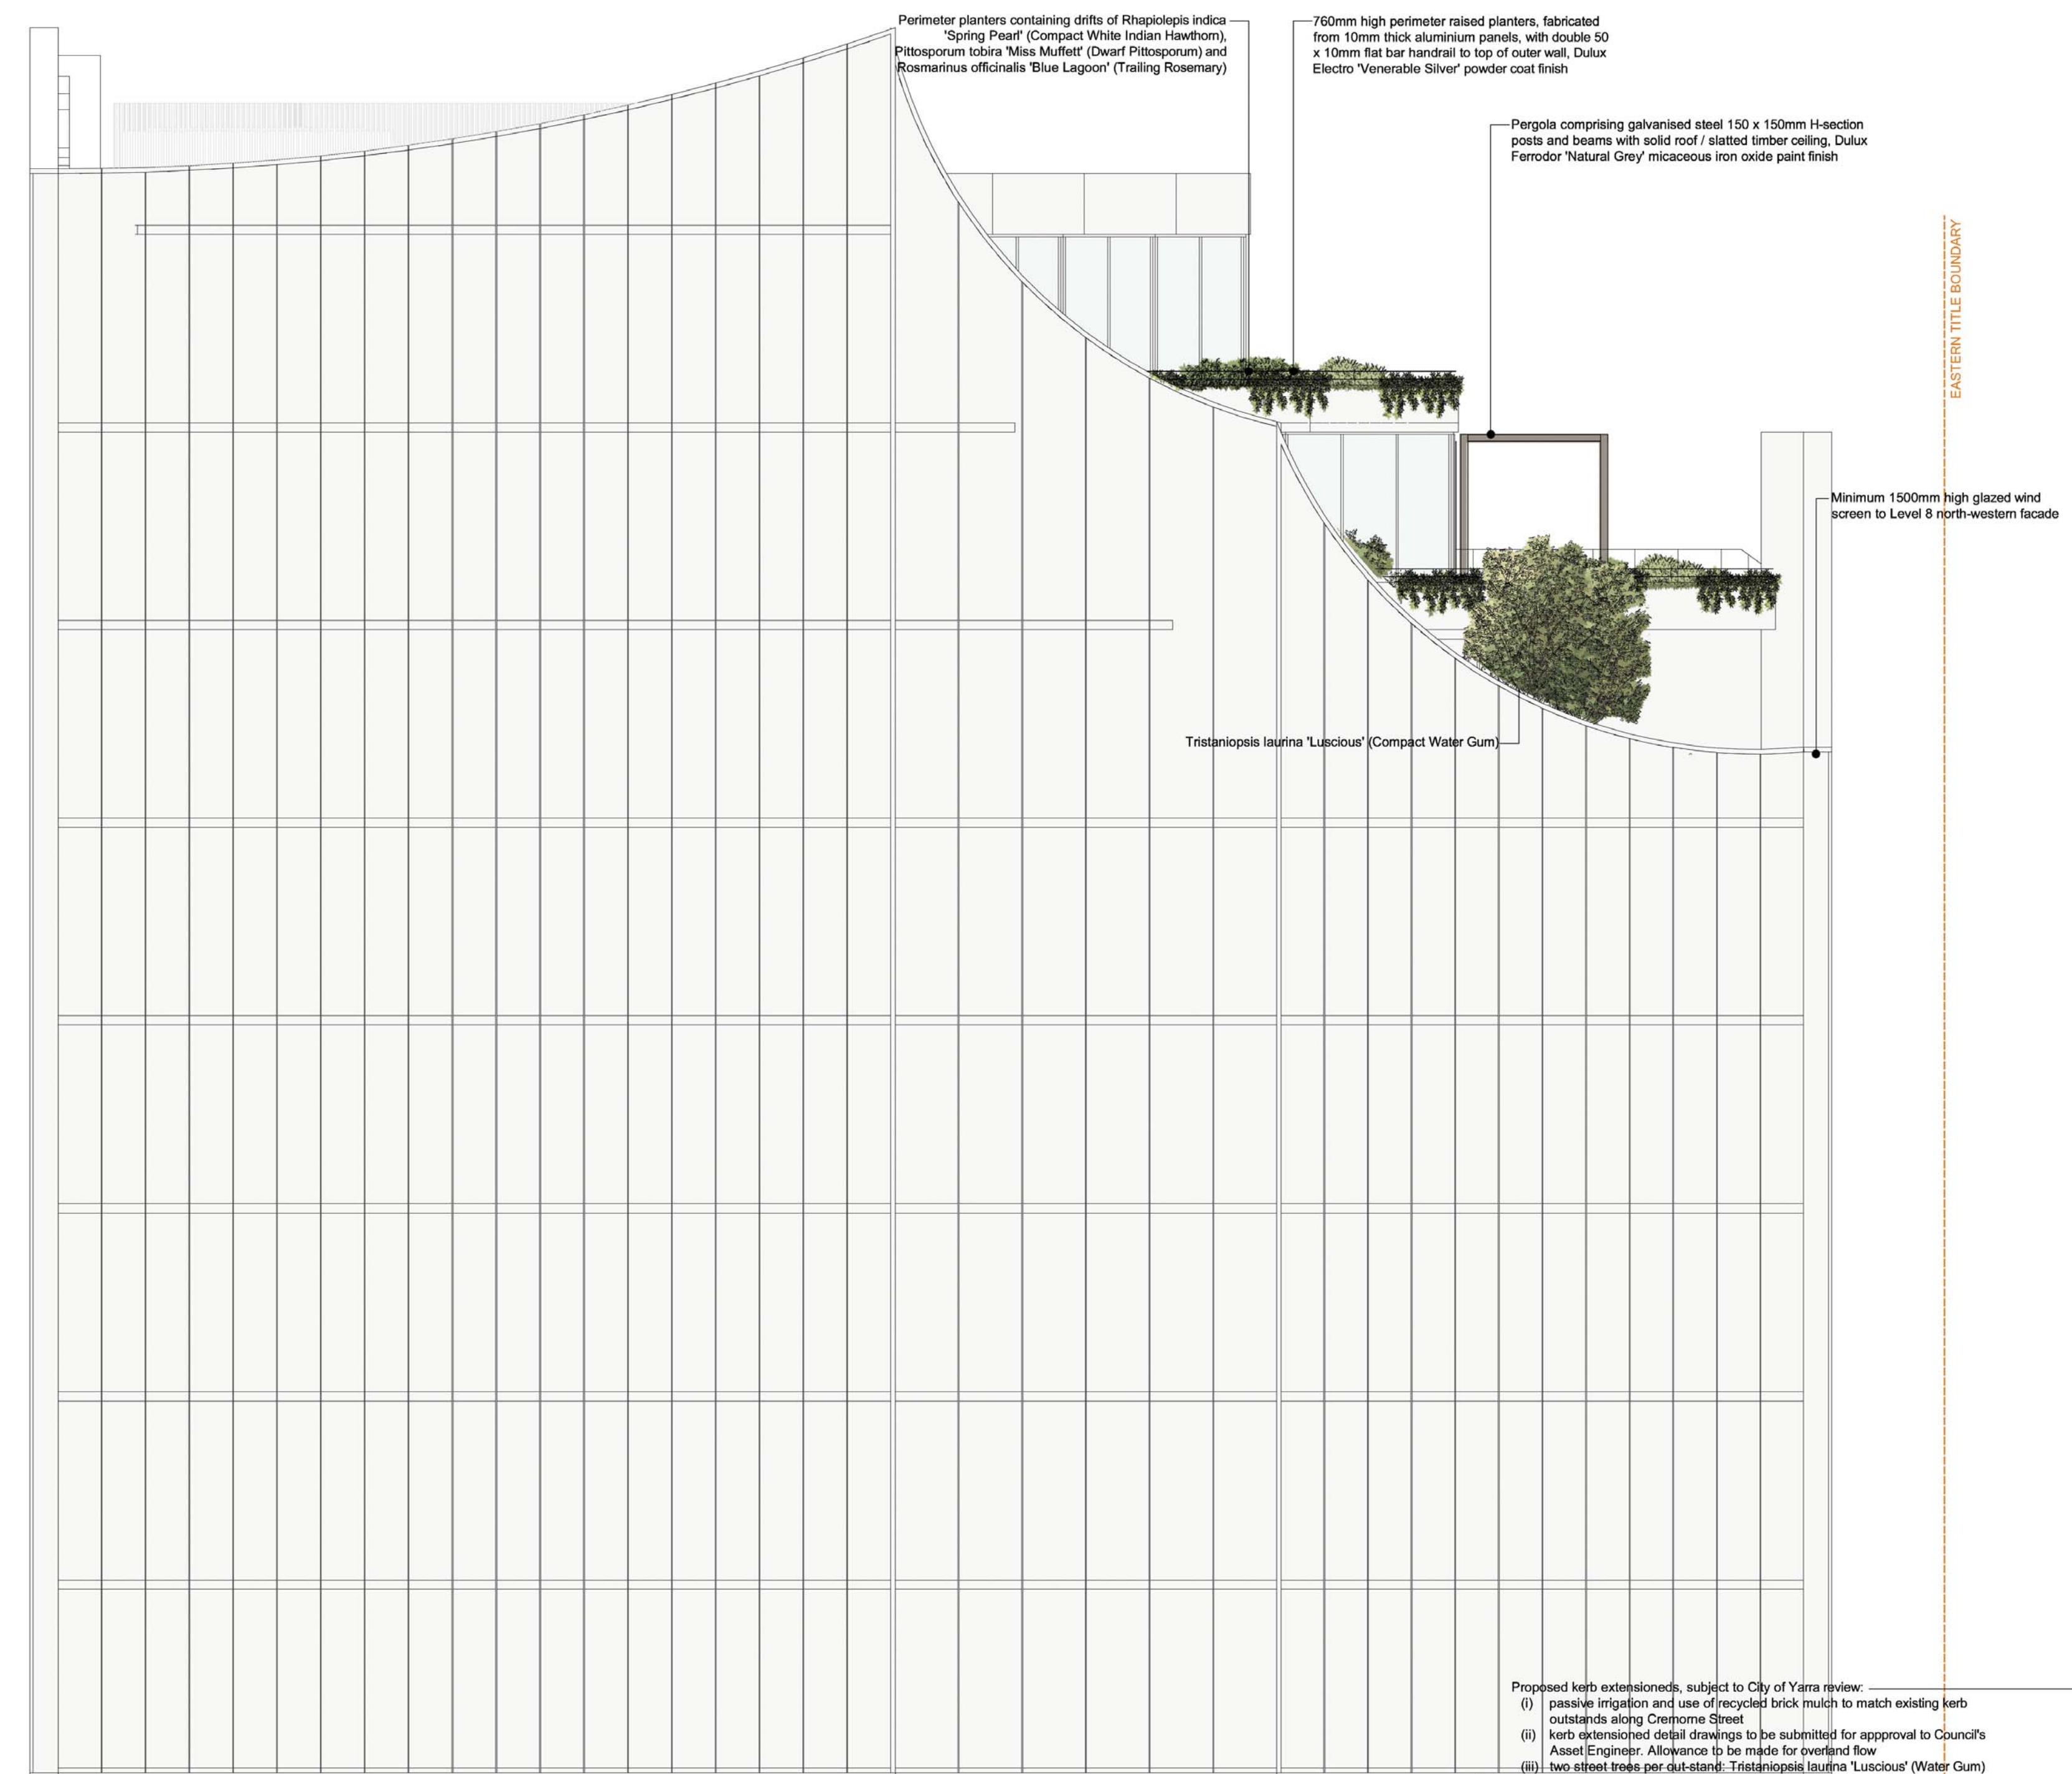 Perimeter planters containing drifts of Rhapiolepis indica
'Spring Pearl' (Compact White Indian Hawthorn),
Pittosporum tobira 'Miss Muffett' (Dwarf Pittosporum) and
Rosmarinus officinalis 'Blue Lagoon' (Trailing Rosemary)
760mm high perimeter raised planters, fabricated
from 10mm thick aluminium panels, with double 50
x 10mm flat bar handrail to top of outer wall, Dulux
Electro 'Venerable Silver' powder coat finish
Pergola comprising galvanised steel 150 x 150mm H-section
posts and beams with solid roof / slatted timber ceiling, Dulux
Ferrodor 'Natural Grey' micaceous iron oxide paint finish
EASTERN TITLE BOUNDARY
Minimum 1500mm high glazed wind
screen to Level 8 north-western facade
Tristaniopsis laurina 'Luscious' (Compact Water Gum)
Proposed kerb extensioneds, subject to City of Yarra review:
(i) passive irrigation and use of recycled brick mulch to match existing kerb
outstands along Cremorne Street
(ii) kerb extensioned detail drawings to be submitted for appproval to Council's
Asset Engineer. Allowance to be made for overland flow
(iii) two street trees per out-stand: Tristaniopsis laurina 'Luscious' (Water Gum)